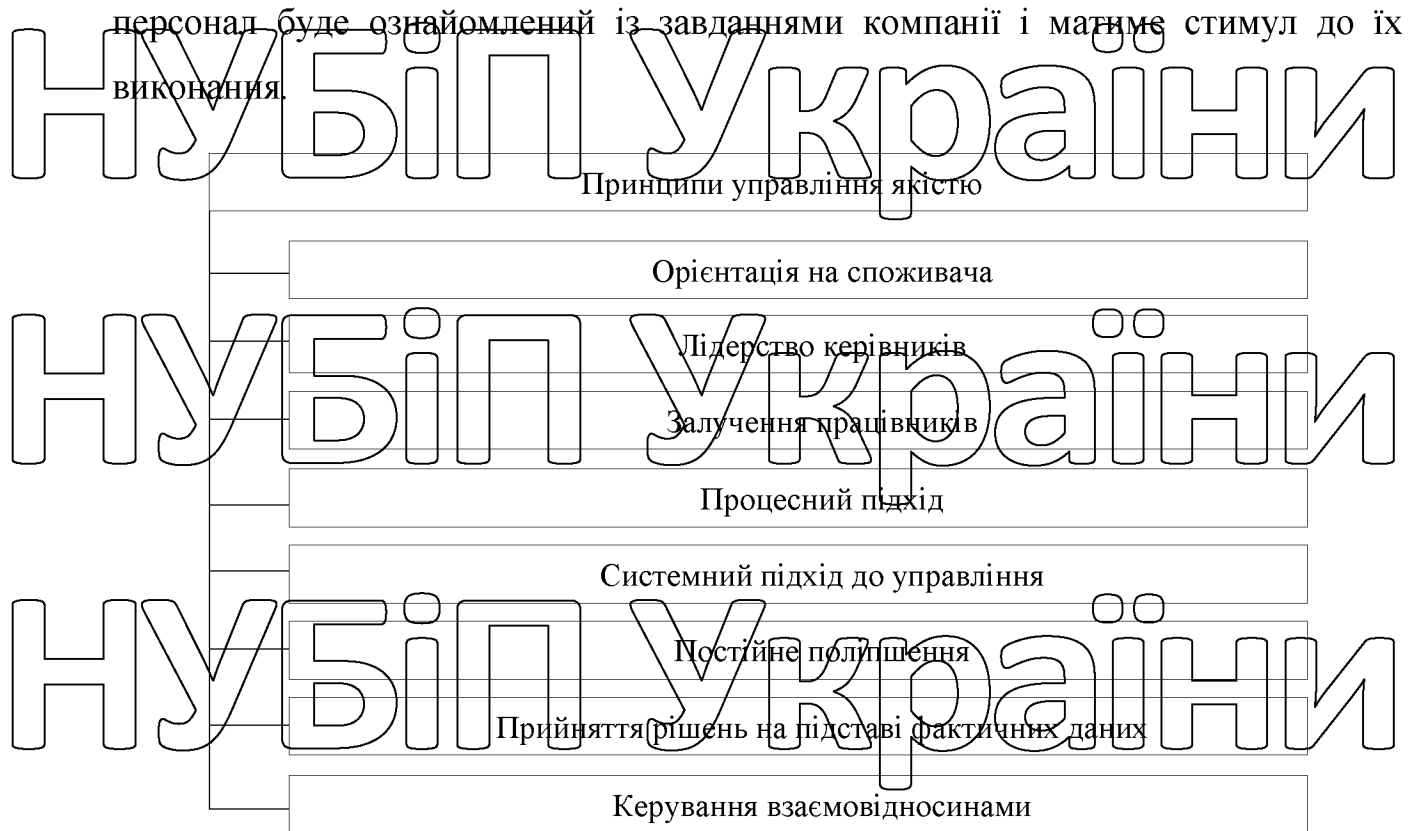 персонал буде ознайомлений із завданнями компанії і матиме стимул до їх
виконання.
НУБіП України
Принципи управління якістю
Орієнтація на споживача
НУБіП України
Лідерство керівників
Залучення працівників
Процесний підхід
Системний підхід до управління
НУБіП України
Постійне поліпшення
Прийняття рішень на підставі фактичних даних
Керування взаємовідносинами